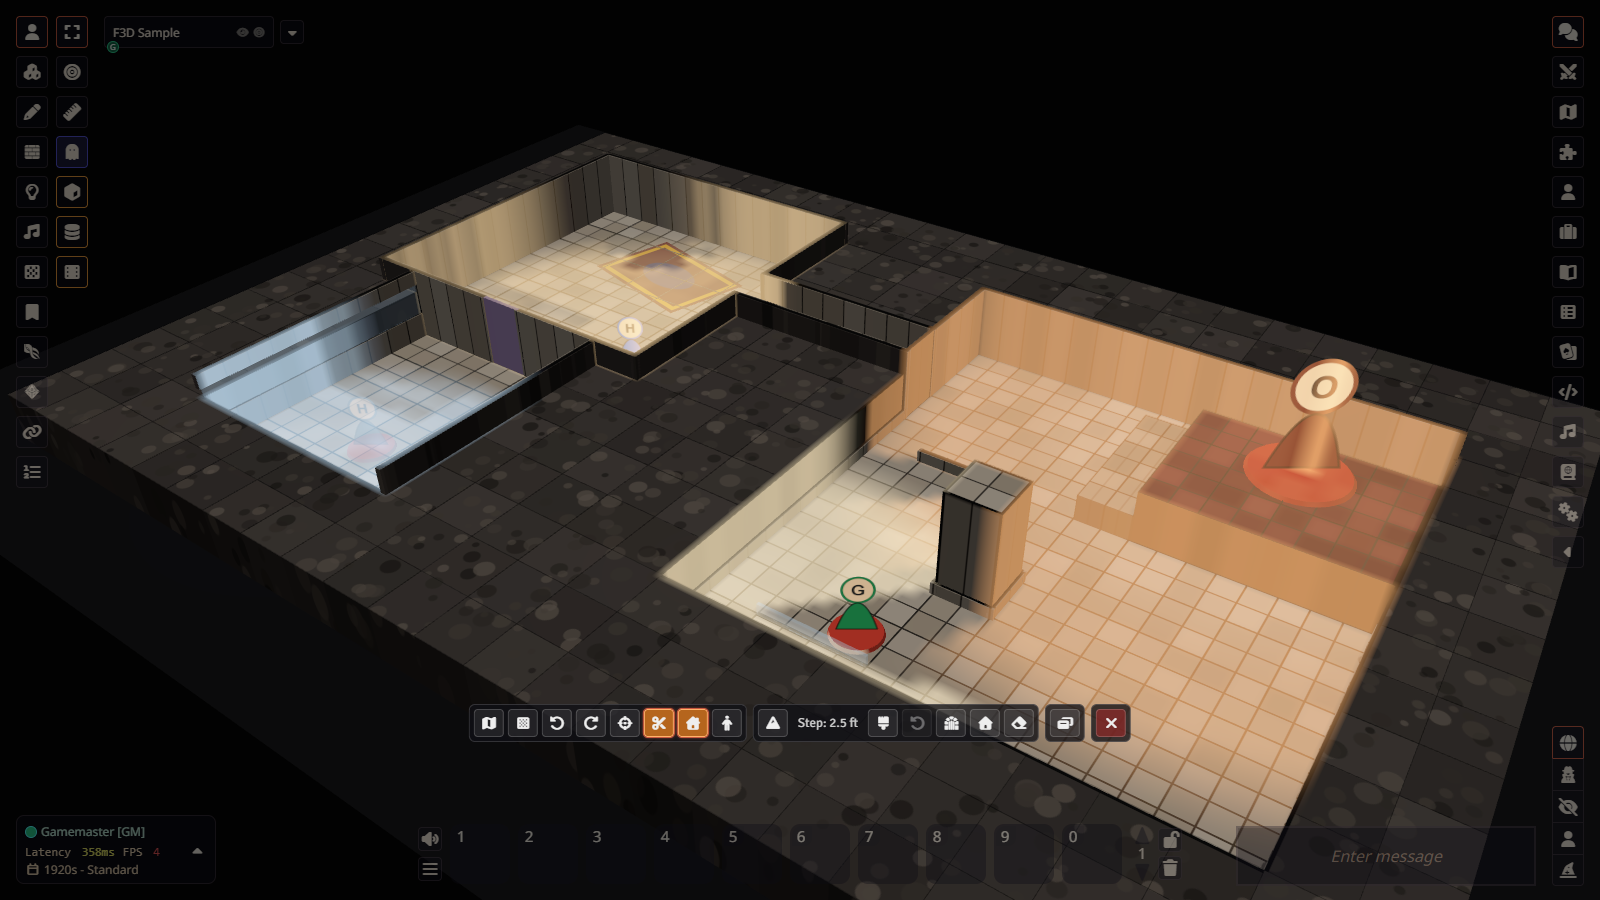 F3D Sample
G
H
H
O
G
Step: 2.5 ft
Gamemaster [GM]
Latency 358ms FPS 4
1920s - Standard
1 2 3 4 5 6 7 8 9 0
1
Enter message